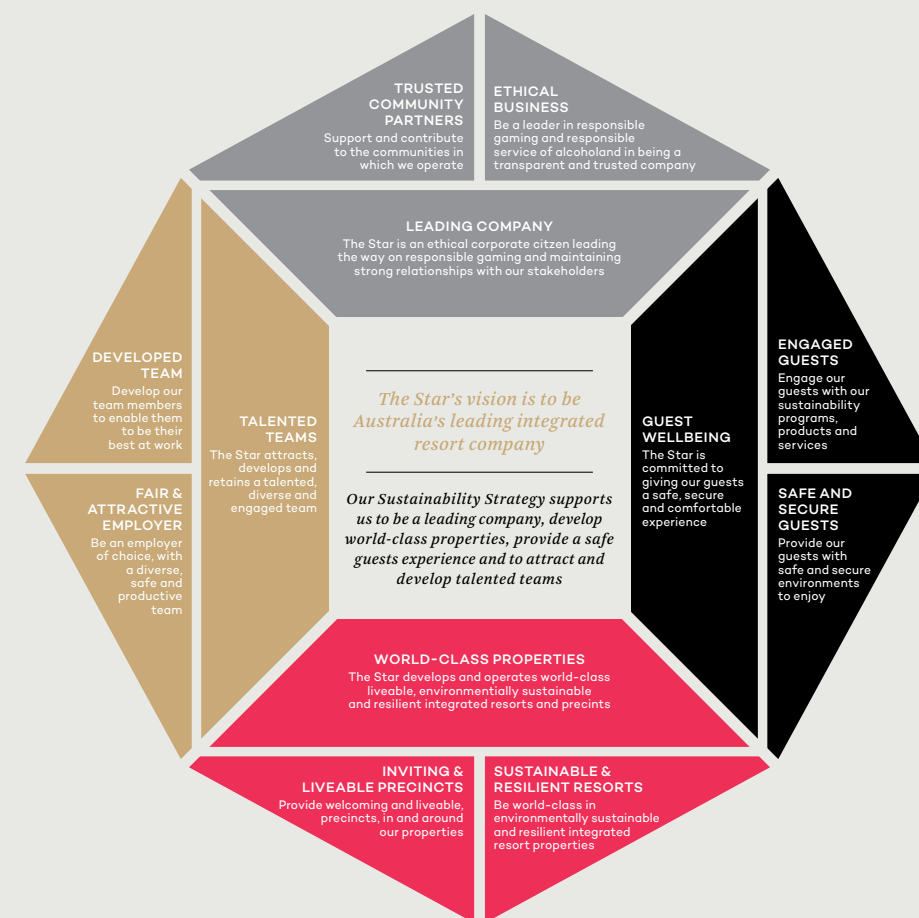 TRUSTED
COMMUNITY
PARTNERS
Support and contribute
to the communities in
which we operate
ETHICAL
BUSINESS
Be a leader in responsible
gaming and responsible
service of alcoholand in being a
transparent and trusted company
LEADING COMPANY
The Star is an ethical corporate citzen leading
the way on responsible gaming and maintaining
strong relationships with our stakeholders
DEVELOPED
TEAM
Develop our
team members
to enable them
to be their
best at work
FAIR &
ATTRACTIVE
EMPLOYER
Be an employer
of choice, with
a diverse,
safe and
productive
team
TALENTED
TEAMS
The Star attracts,
develops and
retains a talented,
diverse and
engaged team
The Star's vision is to be
Australia's leading integrated
resort company
Our Sustainability Strategy supports
us to be a leading company, develop
world-class properties, provide a safe
guests experience and to attract and
develop talented teams
GUEST
WELLBEING
The Star is
committed to
giving our guests
a safe, secure
and comfortable
experience
ENGAGED
GUESTS
Engage our
guests with our
sustainability
programs,
products and
services
SAFE AND
SECURE
GUESTS
Provide our
guests with
safe and secure
environments
to enjoy
WORLD-CLASS PROPERTIES
The Star develops and operates world-class
liveable, environmentially sustainable
and resilient integrated resorts and precints
INVITING &
LIVEABLE PRECINCTS
Provide welcoming and liveable,
precincts, in and around
our properties
SUSTAINABLE &
RESILIENT RESORTS
Be world-class in
environmentally sustainable
and resilient integrated
resort properties